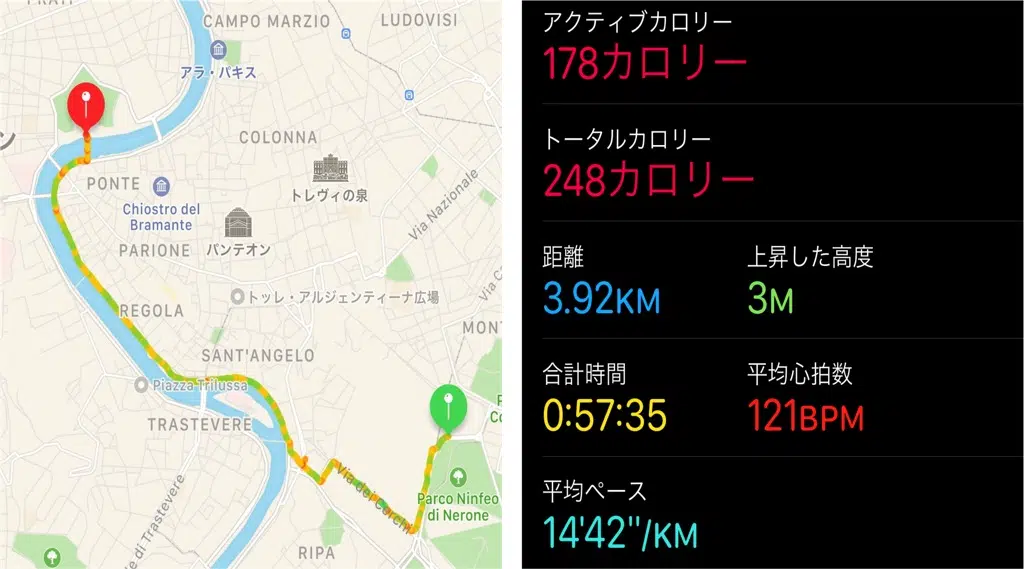 PRATI
CAMPO MARZIO
LUDOVISI
アラ・パキス
COLONNA
ン
PONTE
トレヴィの泉
Chiostro del
Bramante
パンテオン
Via Nazionale
PARIONE
トッレ・アルジェンティーナ広場
Via C
REGOLA
MONT
SANT'ANGELO
Piazza Trilussa
TRASTEVERE
P
Co
Via dei Cerchi
Parco Ninfeo
di Nerone
e di Trastevere
RIPA
アクティブカロリー
178カロリー
トータルカロリー
248カロリー
距離
上昇した高度
3.92KM
3M
合計時間
平均心拍数
0:57:35
121BPM
平均ペース
14'42"/KM